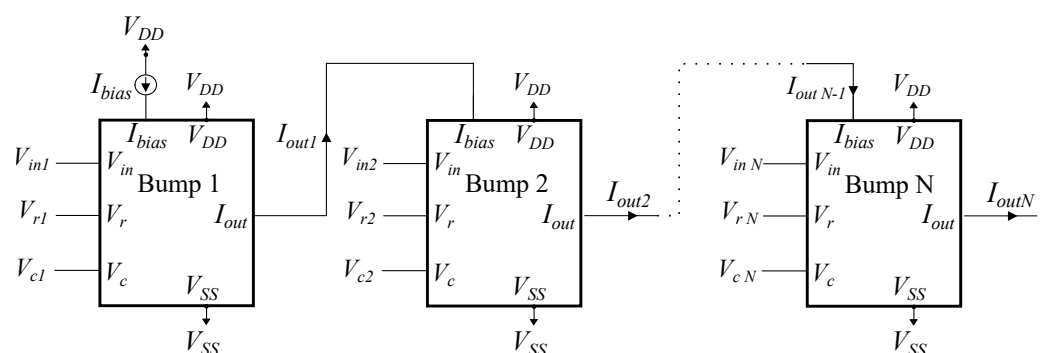 V_DD
I_bias
V_DD
I_bias
V_DD
V_in1
V_in
Bump 1
V_r1
V_r
I_out
V_c1
V_c
V_SS
V_SS
I_out1
V_DD
I_bias
V_DD
V_in2
V_in
Bump 2
V_r2
V_r
I_out
V_c2
V_c
V_SS
V_SS
I_out2
I_out N-1
V_DD
I_bias
V_DD
V_in N
V_in
Bump N
V_r N
V_r
I_out
V_c N
V_c
V_SS
V_SS
I_outN